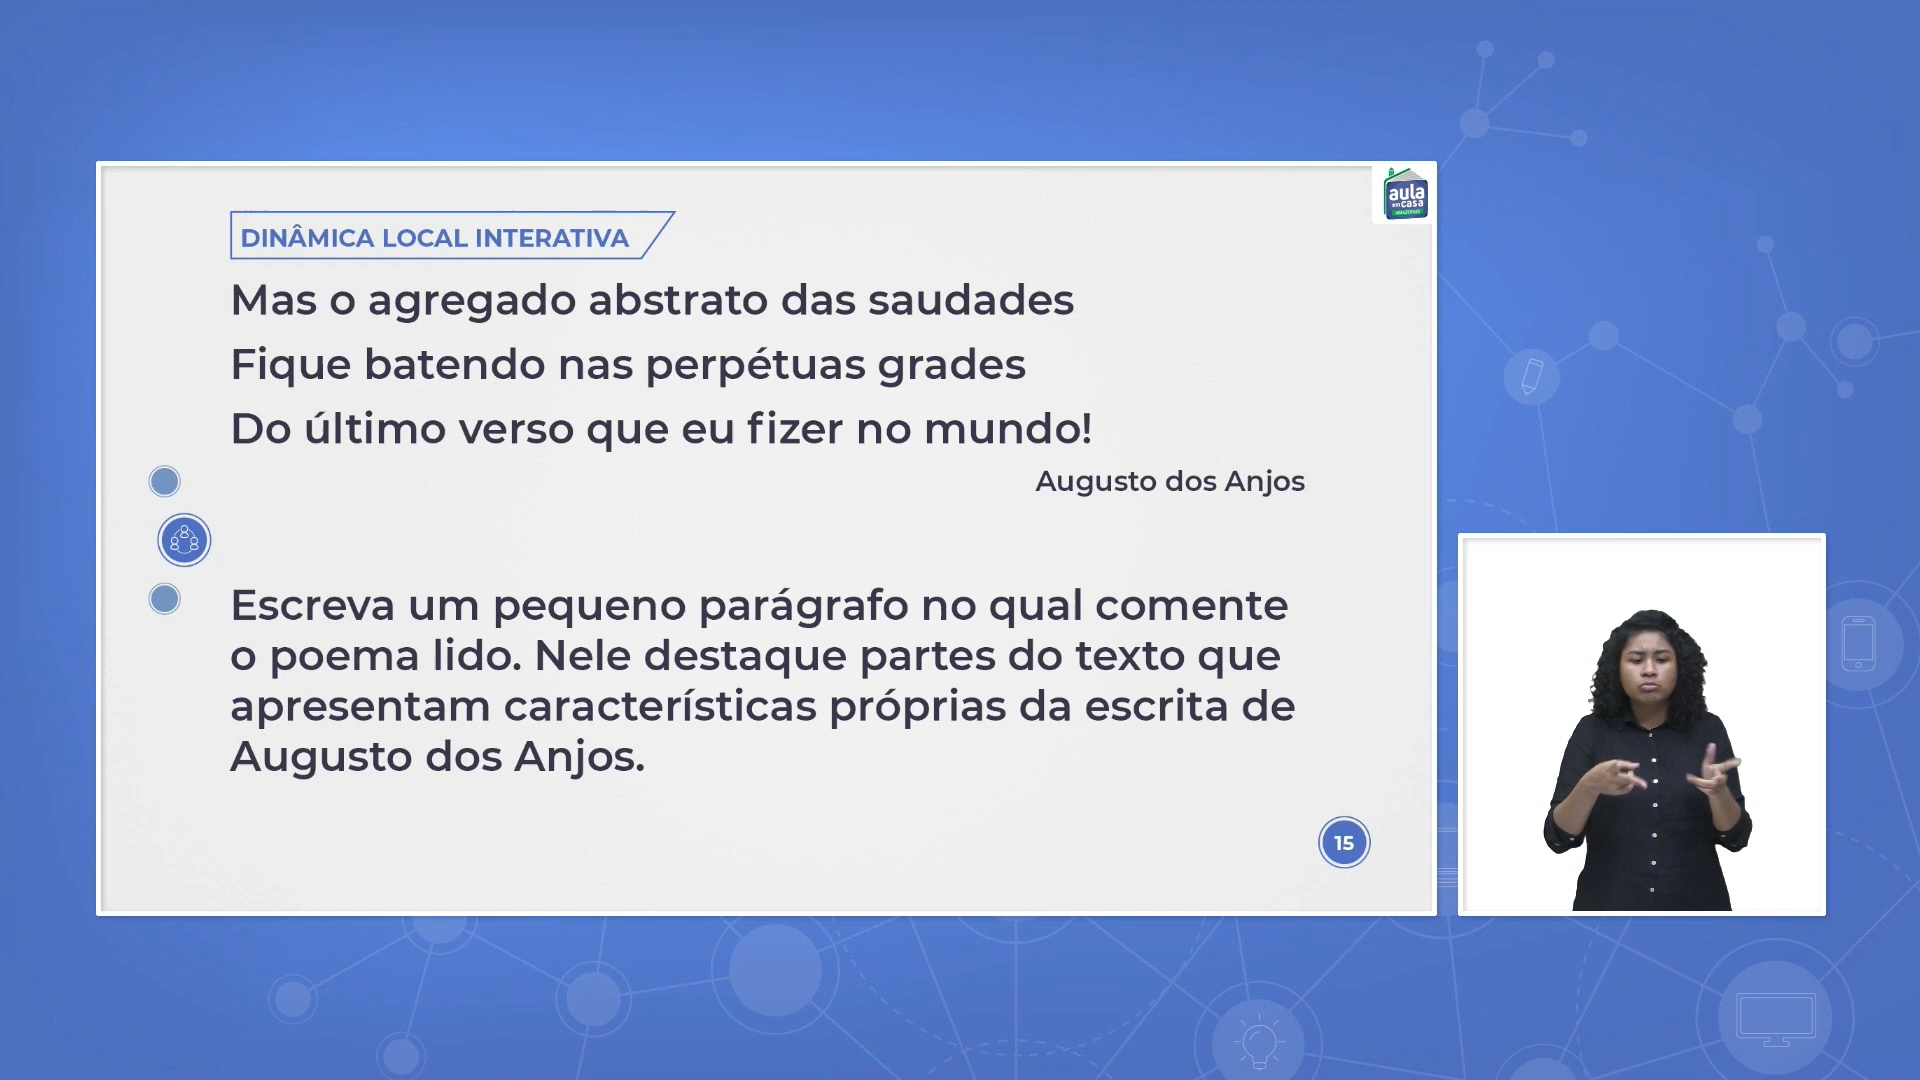 aula
em casa
AMAZONAS
DINÂMICA LOCAL INTERATIVA
Mas o agregado abstrato das saudades
Fique batendo nas perpétuas grades
Do último verso que eu fizer no mundo!
Augusto dos Anjos
Escreva um pequeno parágrafo no qual comente
o poema lido. Nele destaque partes do texto que
apresentam características próprias da escrita de
Augusto dos Anjos.
15